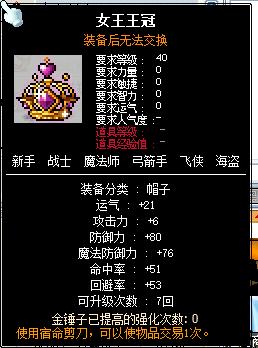 女王王冠
装备后无法交换
要求等级： 40
要求力量： 0
要求敏捷： 0
要求智力： 0
要求运气： 0
要求人气度： -
道具等级： -
道具经验值： -
新手 战士 魔法师 弓箭手 飞侠 海盗
装备分类 : 帽子
运气 : +21
攻击力 : +6
防御力 : +80
魔法防御力 : +76
命中率 : +51
回避率 : +53
可升级次数 : 7回
金锤子已提高的强化次数: 0
使用宿命剪刀，可以使物品交易1次。